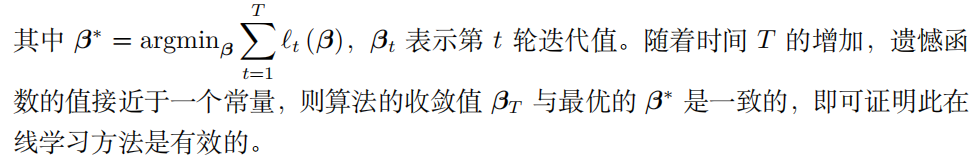 其中 $\boldsymbol{\beta}^* = \operatorname{argmin}_{\boldsymbol{\beta}} \sum_{t=1}^{T} \ell_t(\boldsymbol{\beta})$，$\boldsymbol{\beta}_t$ 表示第 $t$ 轮迭代值。随着时间 $T$ 的增加，遗憾函
数的值接近于一个常量，则算法的收敛值 $\boldsymbol{\beta}_T$ 与最优的 $\boldsymbol{\beta}^*$ 是一致的，即可证明此在
线学习方法是有效的。